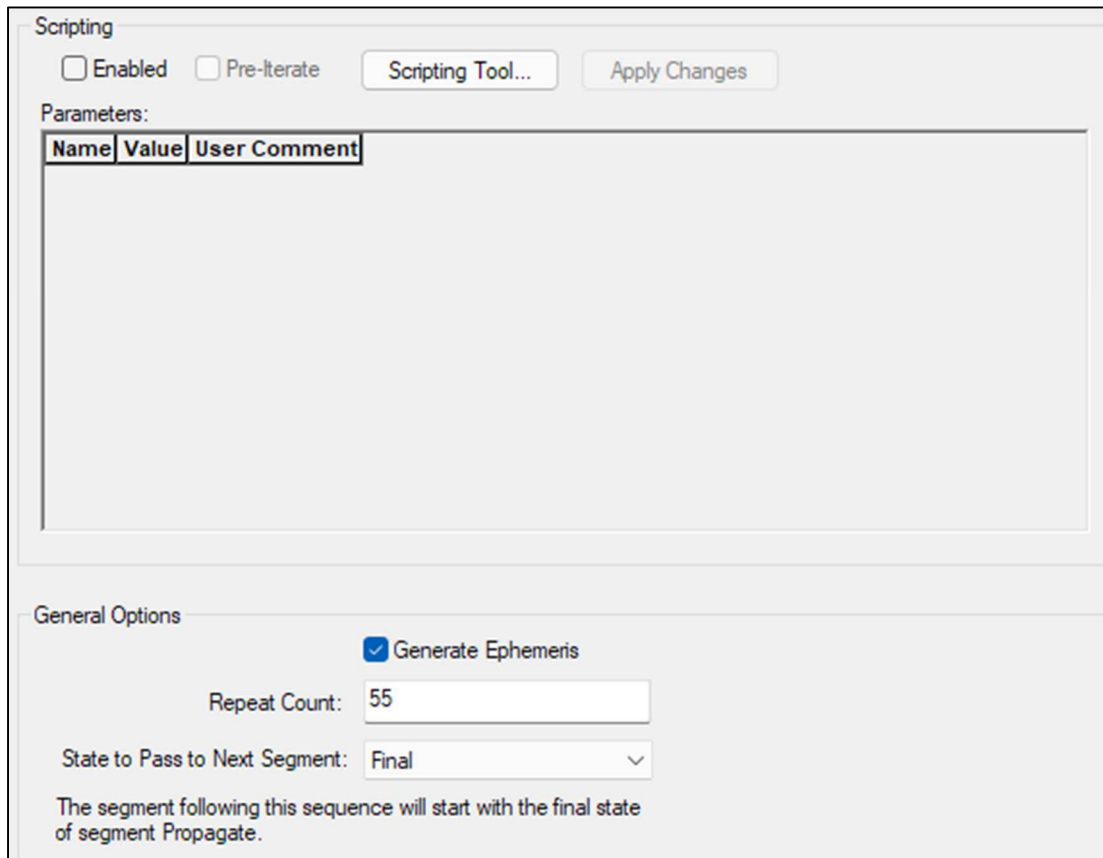 Scripting
Enabled Pre-Iterate Scripting Tool... Apply Changes
Parameters:
Name Value User Comment
General Options
Generate Ephemeris
Repeat Count: 55
State to Pass to Next Segment: Final
The segment following this sequence will start with the final state
of segment Propagate.